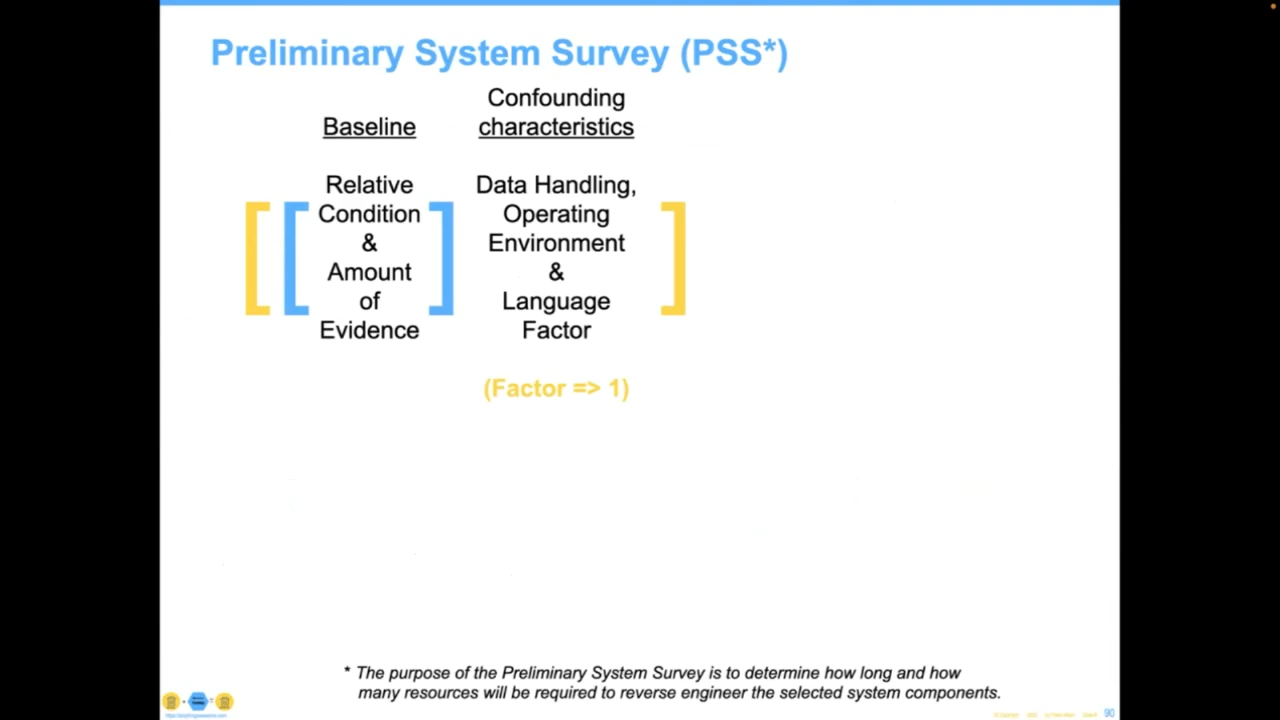 Preliminary System Survey (PSS*)
Baseline
Confounding
characteristics
Relative
Condition
&
Amount
of
Evidence
Data Handling,
Operating
Environment
&
Language
Factor
(Factor => 1)
* The purpose of the Preliminary System Survey is to determine how long and how
many resources will be required to reverse engineer the selected system components.
90